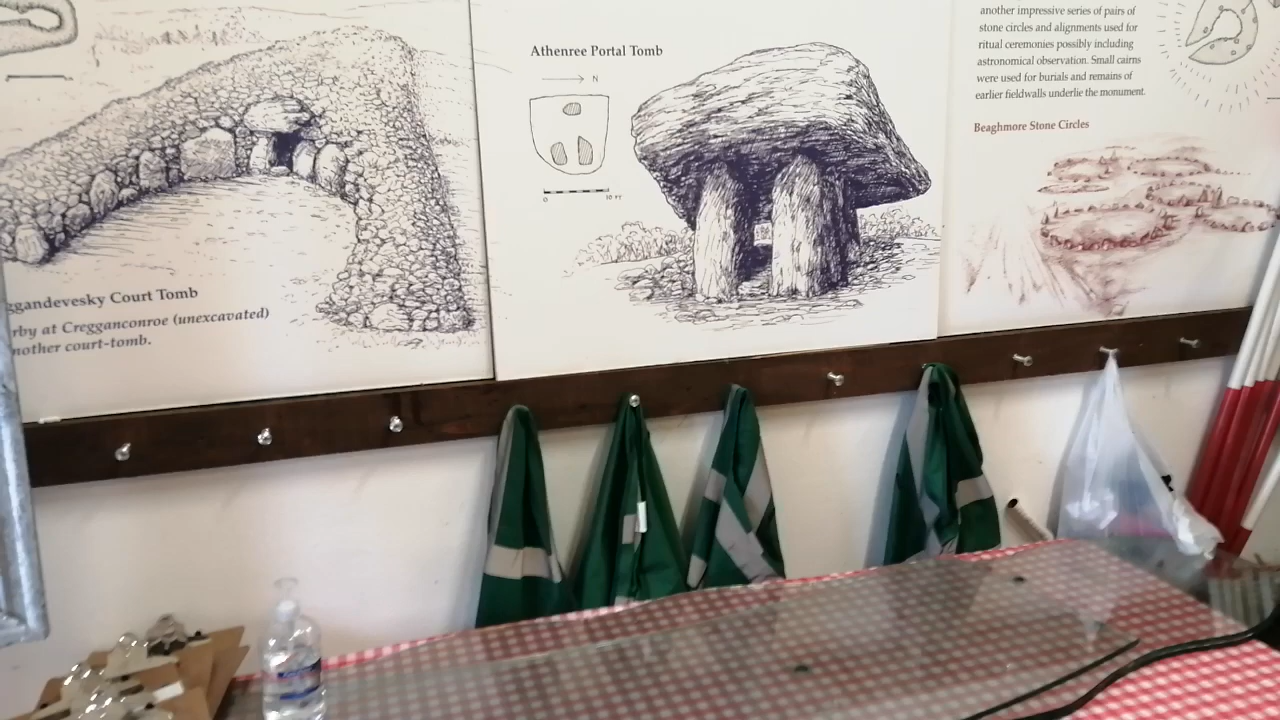 ggandevesky Court Tomb
rby at Cregganconroe (unexcavated)
nother court-tomb.
Athenree Portal Tomb
N
0 10 FT
another impressive series of pairs of
stone circles and alignments used for
ritual ceremonies possibly including
astronomical observation. Small cairns
were used for burials and remains of
earlier fieldwalls underlie the monument.
Beaghmore Stone Circles